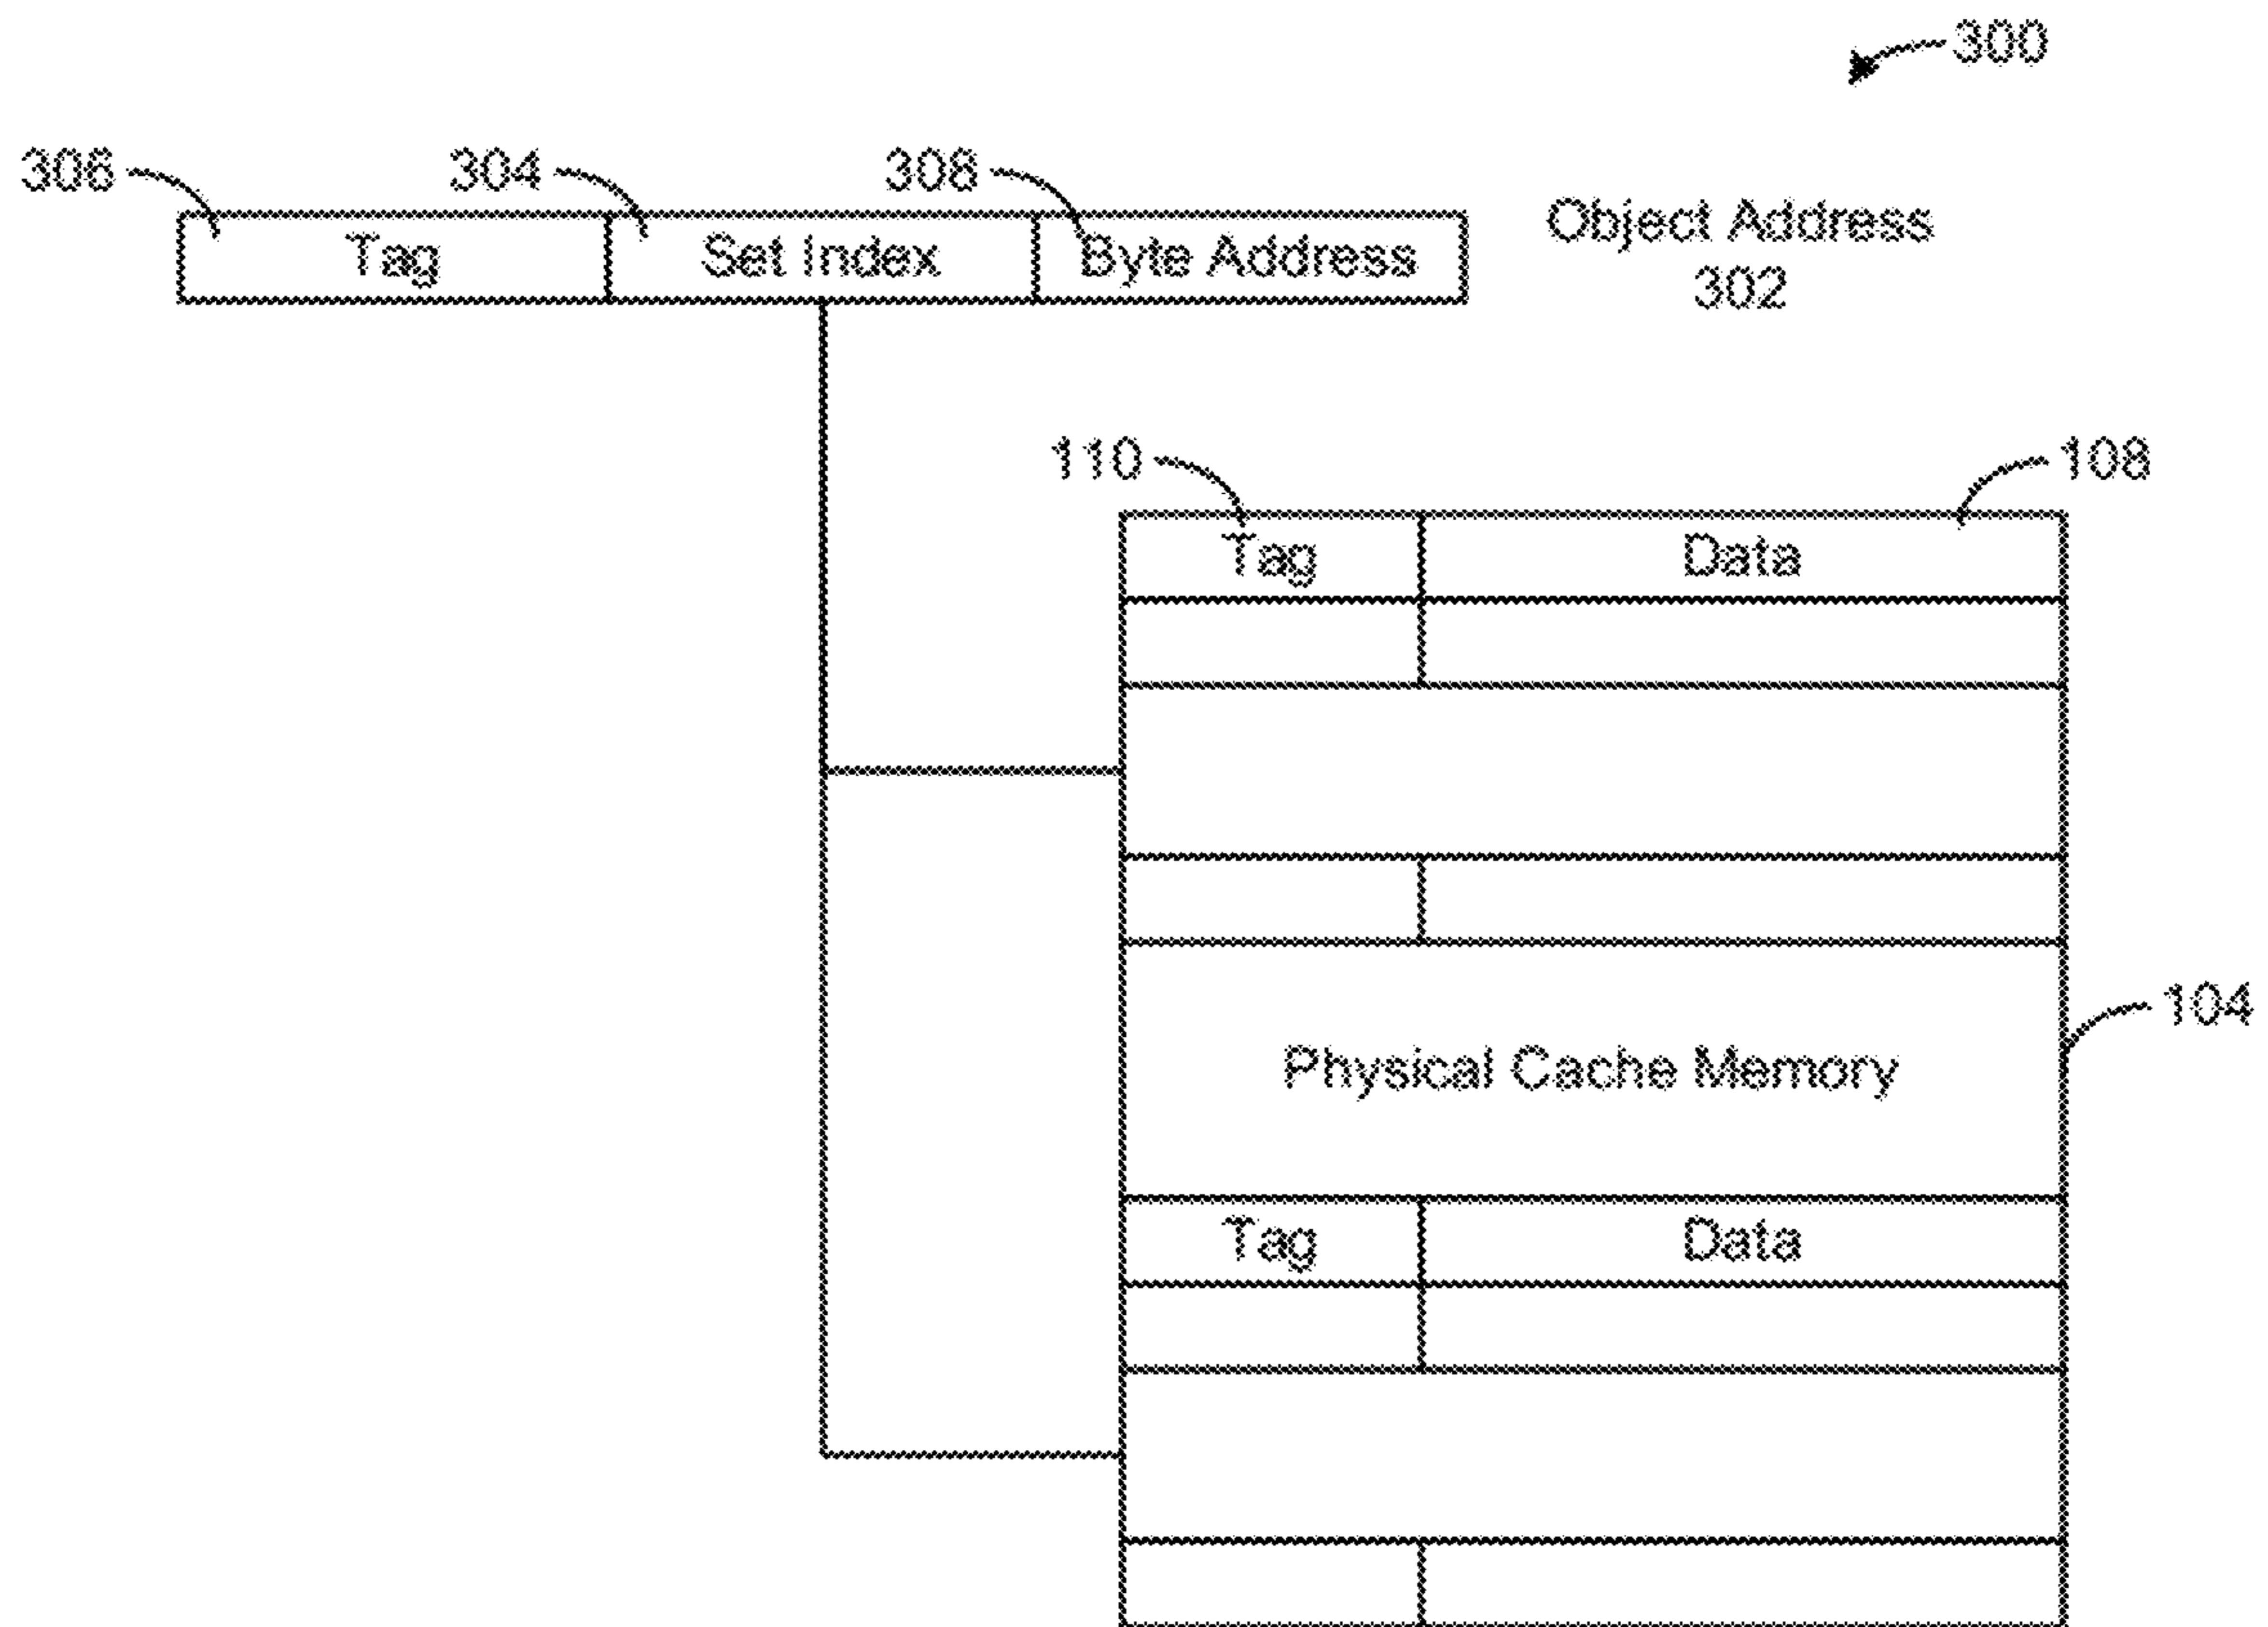 300
306 304 308
Tag Set Index Byte Address
Object Address
302
110 108
Tag Data
104
Physical Cache Memory
Tag Data